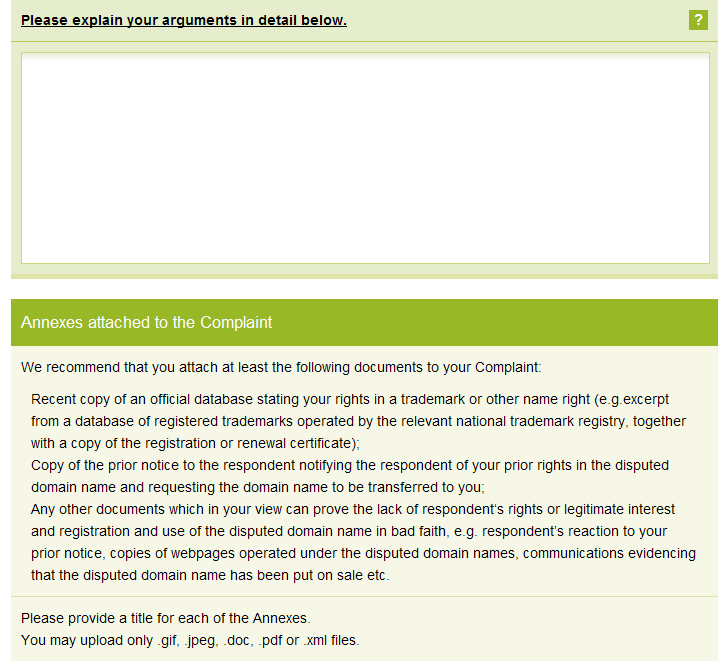 Please explain your arguments in detail below.
?
Annexes attached to the Complaint
We recommend that you attach at least the following documents to your Complaint:
Recent copy of an official database stating your rights in a trademark or other name right (e.g.excerpt
from a database of registered trademarks operated by the relevant national trademark registry, together
with a copy of the registration or renewal certificate);
Copy of the prior notice to the respondent notifying the respondent of your prior rights in the disputed
domain name and requesting the domain name to be transferred to you;
Any other documents which in your view can prove the lack of respondent's rights or legitimate interest
and registration and use of the disputed domain name in bad faith, e.g. respondent's reaction to your
prior notice, copies of webpages operated under the disputed domain names, communications evidencing
that the disputed domain name has been put on sale etc.
Please provide a title for each of the Annexes.
You may upload only .gif, .jpeg, .doc, .pdf or .xml files.